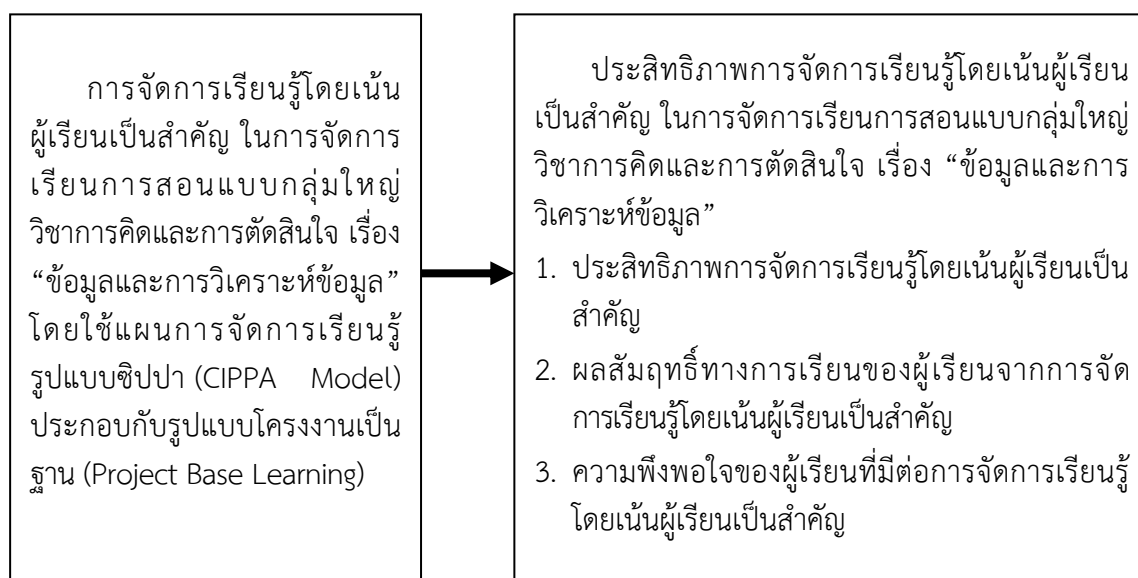 การจัดการเรียนรู้โดยเน้น
ผู้เรียนเป็นสำคัญ ในการจัดการ
เรียนการสอนแบบกลุ่มใหญ่
วิชาการคิดและการตัดสินใจ เรื่อง
“ข้อมูลและการวิเคราะห์ข้อมูล”
โดยใช้แผนการจัดการเรียนรู้
รูปแบบซิปปา (CIPPA Model)
ประกอบกับรูปแบบโครงงานเป็น
ฐาน (Project Base Learning)
ประสิทธิภาพการจัดการเรียนรู้โดยเน้นผู้เรียน
เป็นสำคัญ ในการจัดการเรียนการสอนแบบกลุ่มใหญ่
วิชาการคิดและการตัดสินใจ เรื่อง “ข้อมูลและการ
วิเคราะห์ข้อมูล”
1. ประสิทธิภาพการจัดการเรียนรู้โดยเน้นผู้เรียนเป็น
สำคัญ
2. ผลสัมฤทธิ์ทางการเรียนของผู้เรียนจากการจัด
การเรียนรู้โดยเน้นผู้เรียนเป็นสำคัญ
3. ความพึงพอใจของผู้เรียนที่มีต่อการจัดการเรียนรู้
โดยเน้นผู้เรียนเป็นสำคัญ